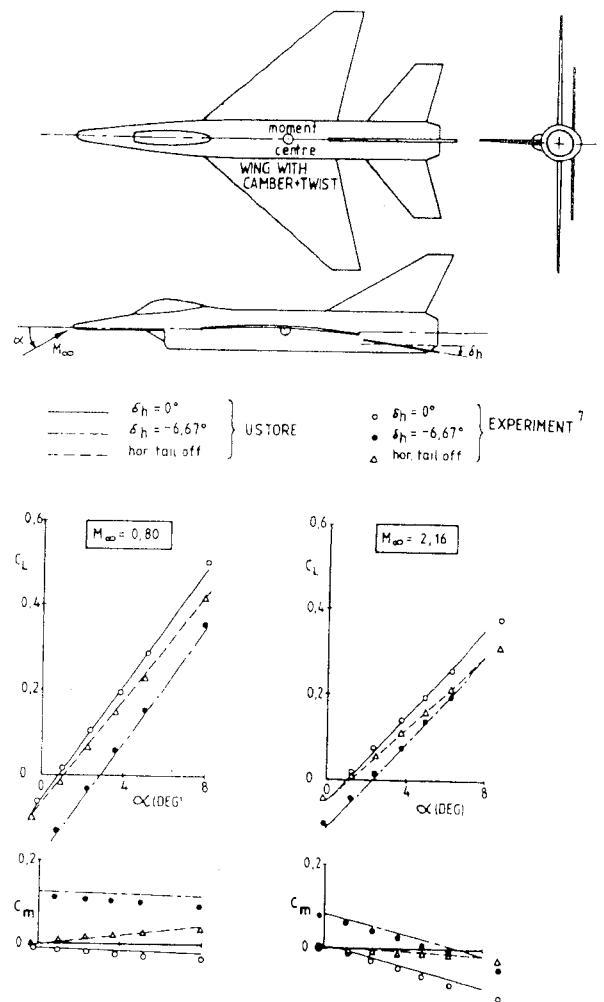 moment
centre
WING WITH
CAMBER+TWIST
α
M∞
δh
δh = 0°
δh = -6,67°
hor. tail off
USTORE
δh = 0°
δh = -6,67°
hor. tail off
EXPERIMENT 7
0,6
CL
0,4
0,2
0
M∞ = 0,80
0 4 8
α (DEG)
0,2
Cm
0
0,6
CL
0,4
0,2
0
M∞ = 2,16
0 4 8
α (DEG)
0,2
Cm
0